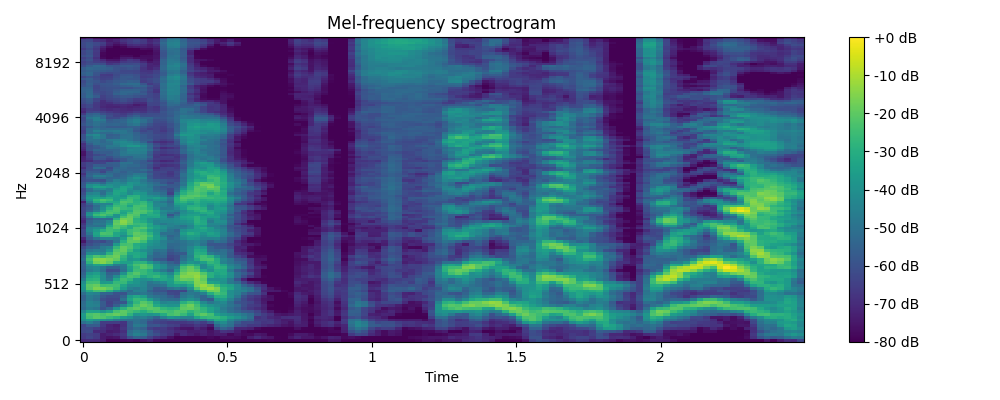 Mel-frequency spectrogram
8192
4096
2048
1024
512
0
Hz
0 0.5 1 1.5 2
Time
+0 dB
-10 dB
-20 dB
-30 dB
-40 dB
-50 dB
-60 dB
-70 dB
-80 dB